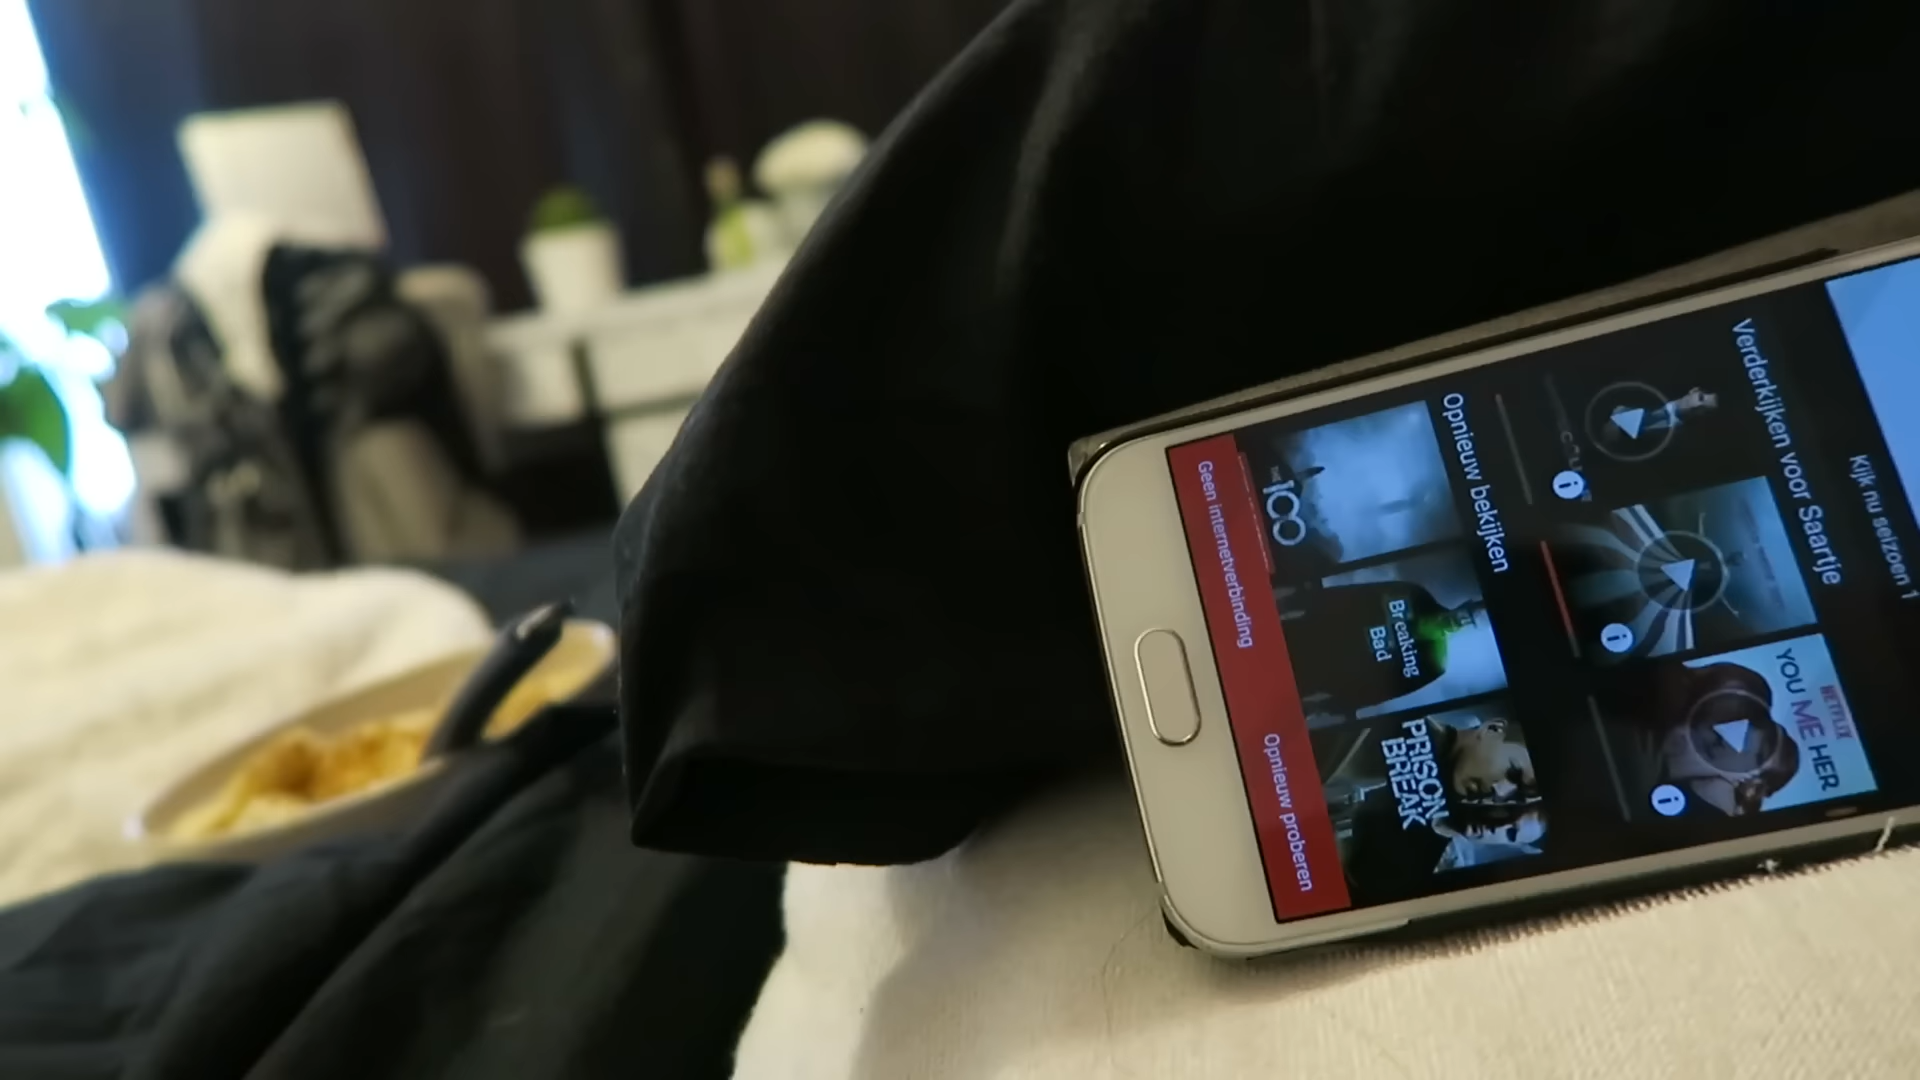 Kijk nu seizoen 1
Verderkijken voor Saartje
NETFLIX
YOU ME HER
Opnieuw bekijken
THE
100
Breaking
Bad
PRISON
BREAK
Geen internetverbinding
Opnieuw proberen